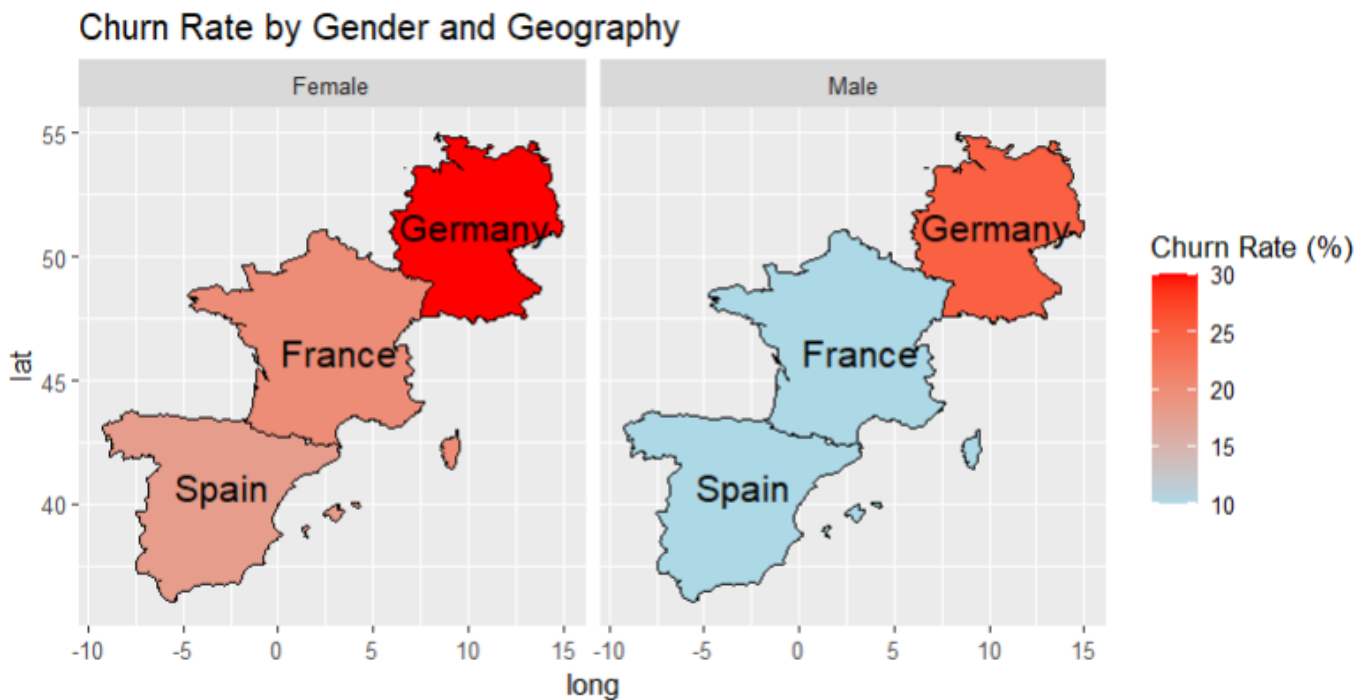 Churn Rate by Gender and Geography
Female
Male
55
50
45
40
lat
Germany
France
Spain
Germany
France
Spain
-10 -5 0 5 10 15
-10 -5 0 5 10 15
long
Churn Rate (%)
30
25
20
15
10